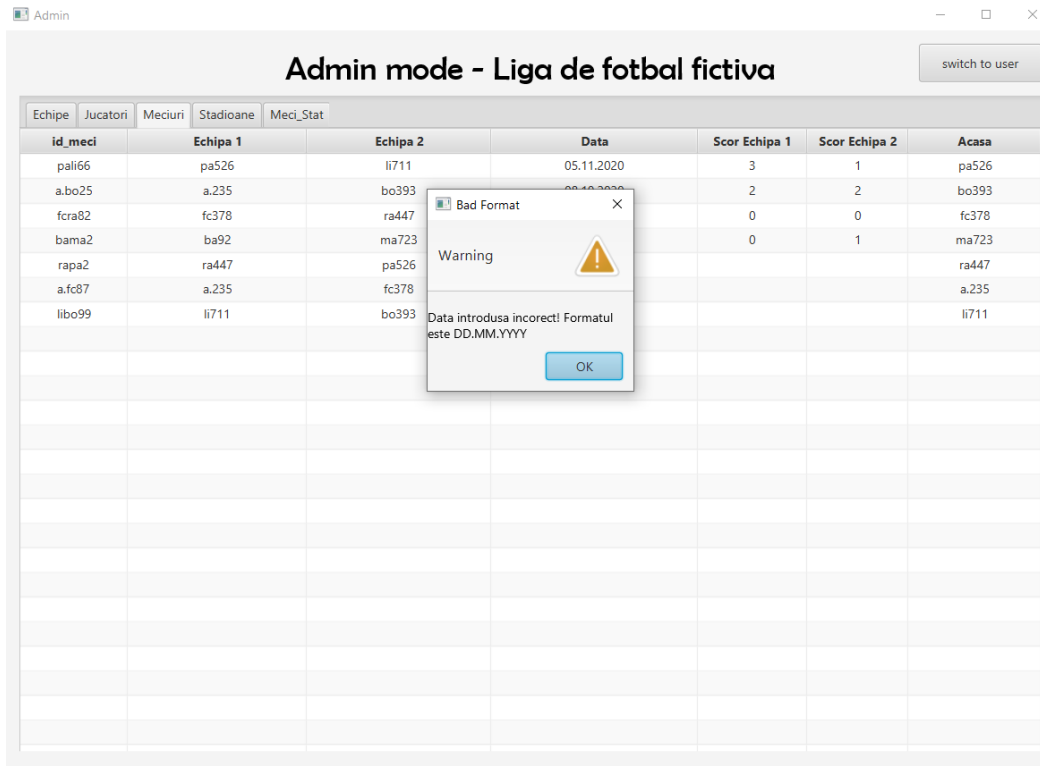 Admin
Admin mode - Liga de fotbal fictiva
switch to user
Echipe Jucatori Meciuri Stadioane Meci_Stat
id_meci Echipa 1 Echipa 2 Data Scor Echipa 1 Scor Echipa 2 Acasa
pali66 pa526 li711 05.11.2020 3 1 pa526
a.bo25 a.235 bo393 2 2 bo393
fcra82 fc378 ra447 0 0 fc378
bama2 ba92 ma723 0 1 ma723
rapa2 ra447 pa526 ra447
a.fc87 a.235 fc378 a.235
libo99 li711 bo393 li711
Bad Format
Warning
Data introdusa incorect! Formatul
este DD.MM.YYYY
OK